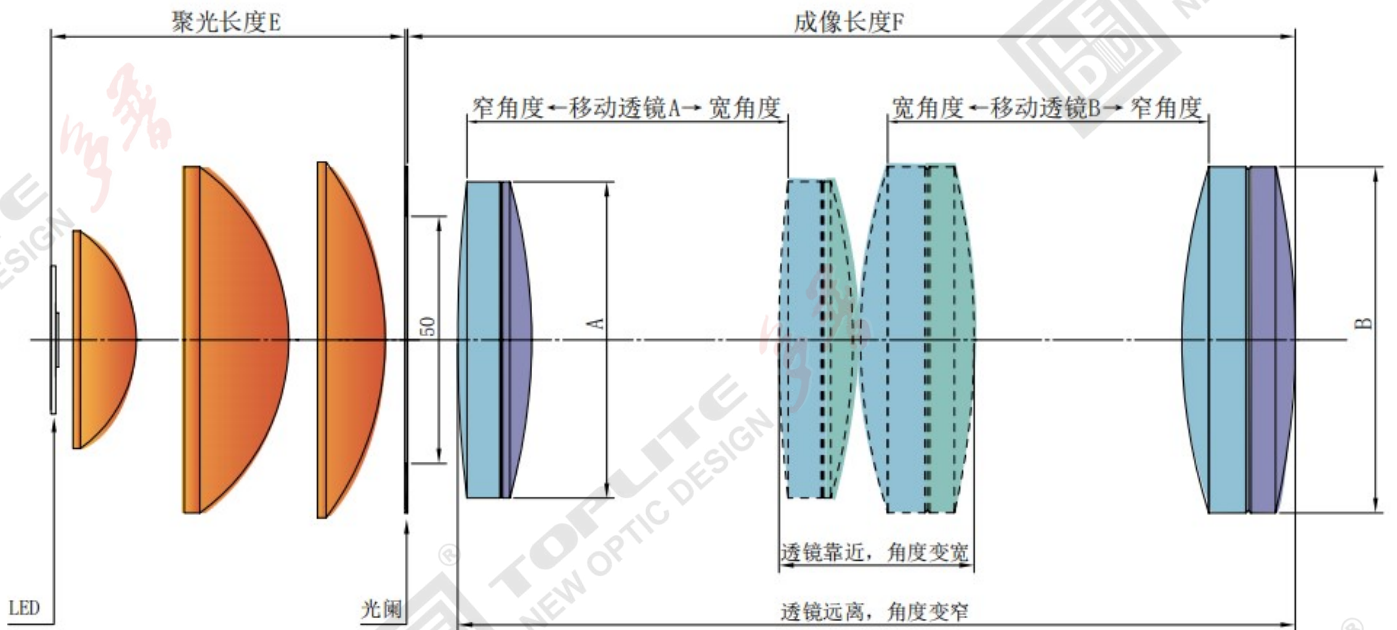 聚光长度E
成像长度F
窄角度←移动透镜A→宽角度
宽角度←移动透镜B→窄角度
50
A
B
透镜靠近，角度变宽
透镜远离，角度变窄
LED
光阑
TOPLITE
NEW OPTIC DESIGN
®